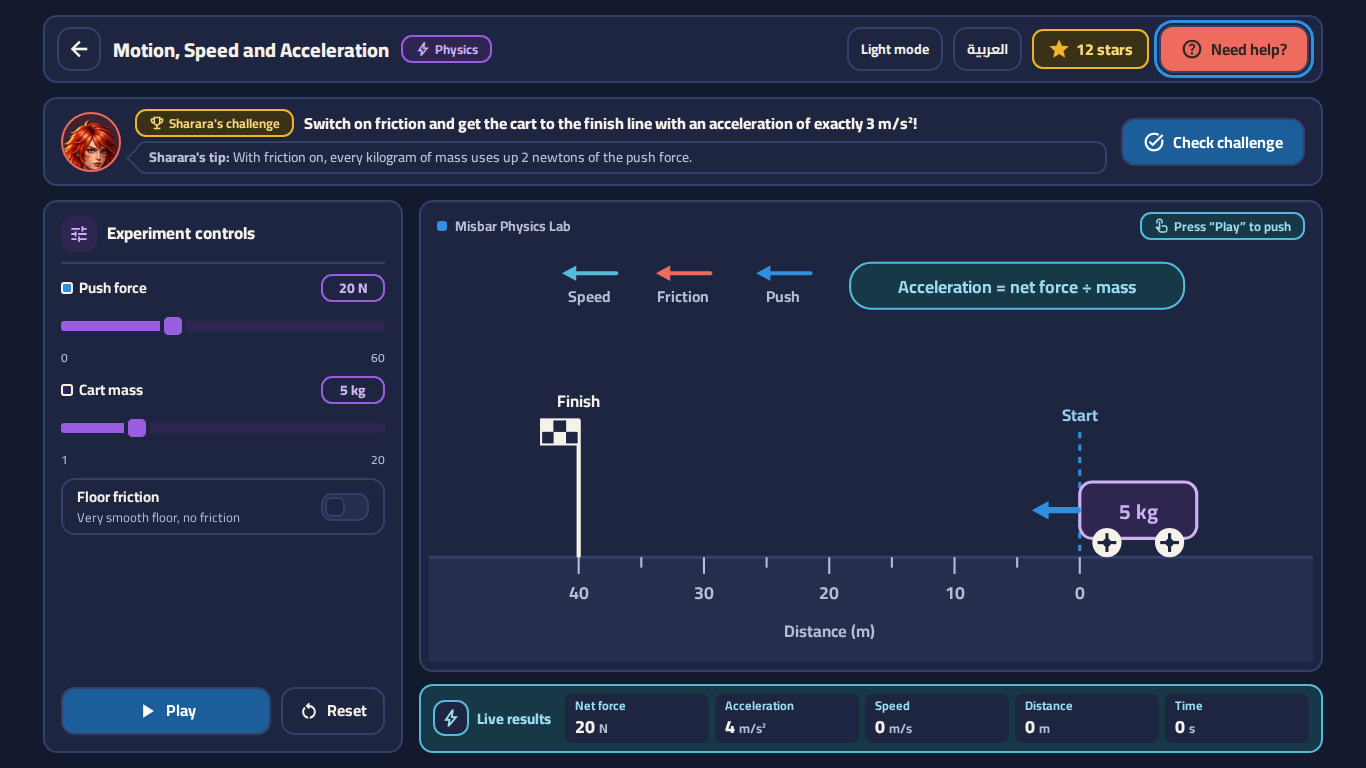 Motion, Speed and Acceleration
Physics
Light mode
العربية
12 stars
Need help?
Sharara's challenge
Switch on friction and get the cart to the finish line with an acceleration of exactly 3 m/s²!
Sharara's tip: With friction on, every kilogram of mass uses up 2 newtons of the push force.
Check challenge
Experiment controls
Push force
20 N
0
60
Cart mass
5 kg
1
20
Floor friction
Very smooth floor, no friction
Play
Reset
Misbar Physics Lab
Press "Play" to push
Speed
Friction
Push
Acceleration = net force ÷ mass
Finish
Start
5 kg
40
30
20
10
0
Distance (m)
Live results
Net force
20 N
Acceleration
4 m/s²
Speed
0 m/s
Distance
0 m
Time
0 s